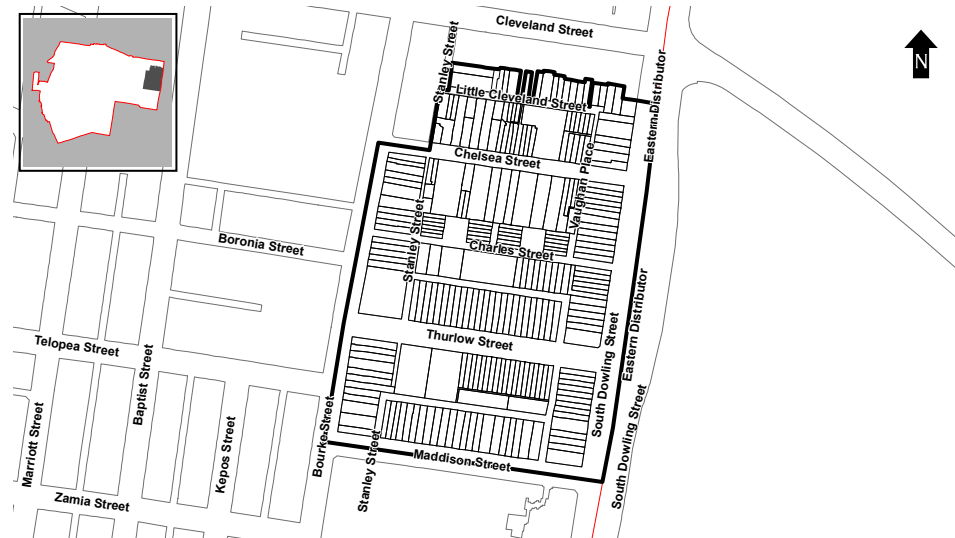 Cleveland Street
Stanley Street
Eastern Distributor
N
Little Cleveland Street
Chelsea Street
Vaughan Place
Stanley Street
Boronia Street
Charles Street
Eastern Distributor
Thurlow Street
Telopea Street
Baptist Street
South Dowling Street
South Dowling Street
Bourke Street
Marriott Street
Kepos Street
Stanley Street
Maddison Street
Zamia Street